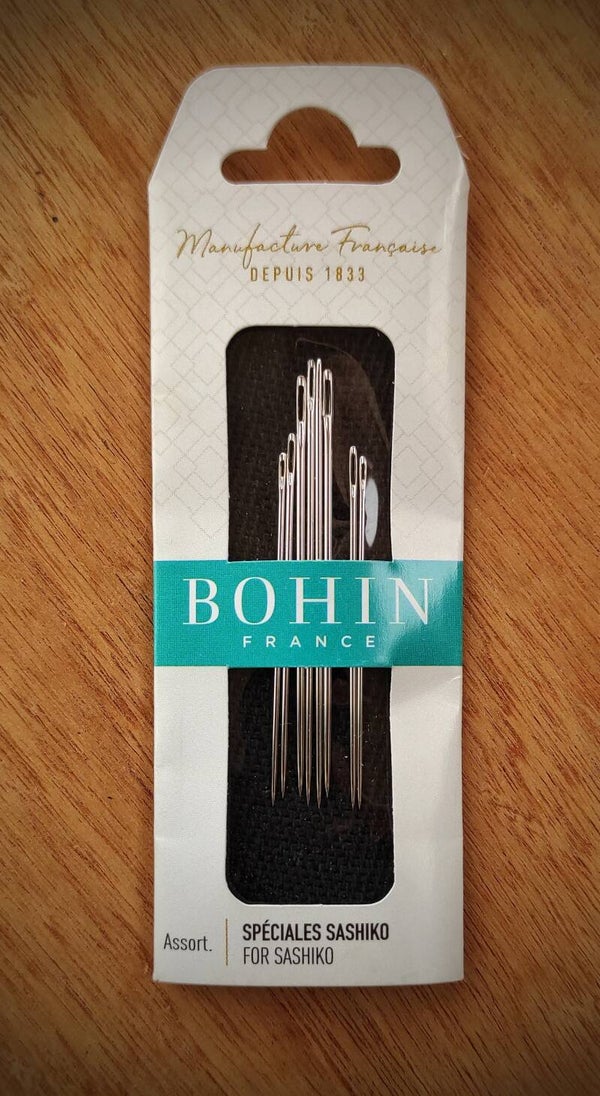 Manufacture Française
DEPUIS 1833
BOHIN
FRANCE
Assort.
SPÉCIALES SASHIKO
FOR SASHIKO